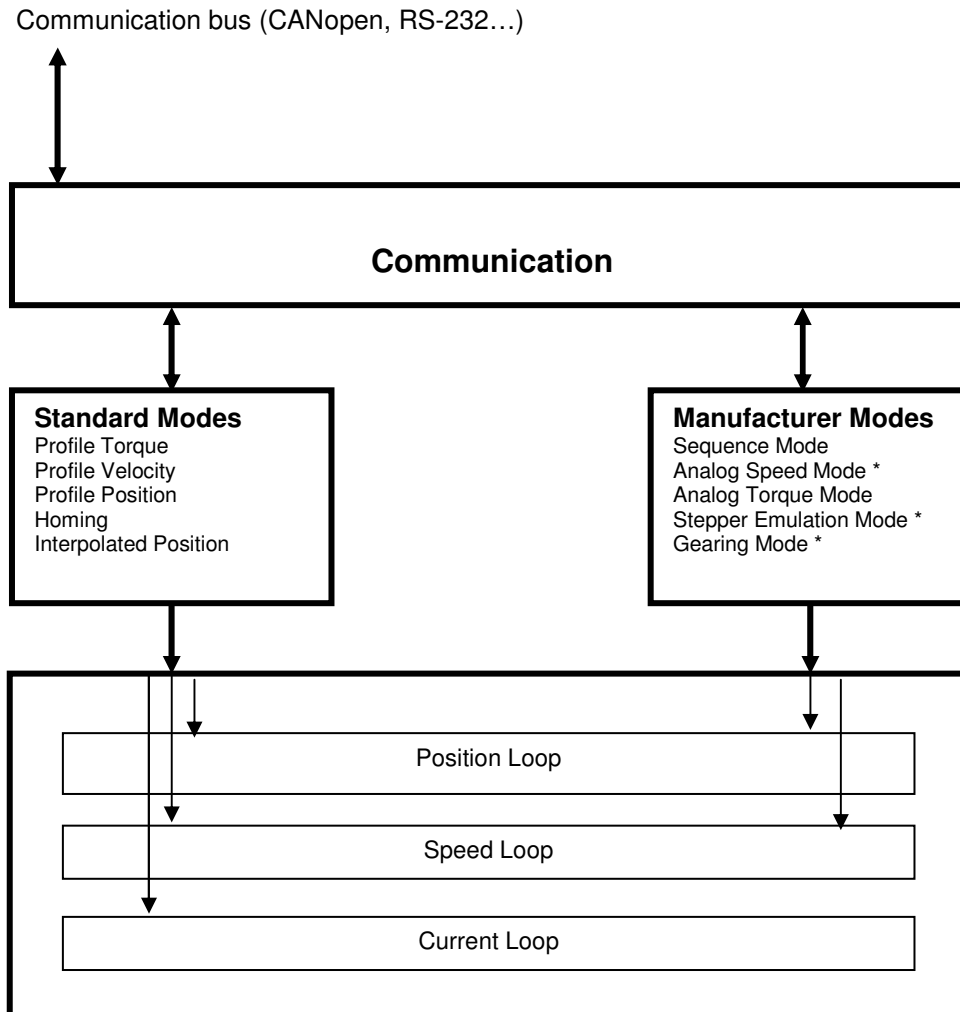 Communication bus (CANopen, RS-232…)
Communication
Standard Modes
Profile Torque
Profile Velocity
Profile Position
Homing
Interpolated Position
Manufacturer Modes
Sequence Mode
Analog Speed Mode *
Analog Torque Mode
Stepper Emulation Mode *
Gearing Mode *
Position Loop
Speed Loop
Current Loop